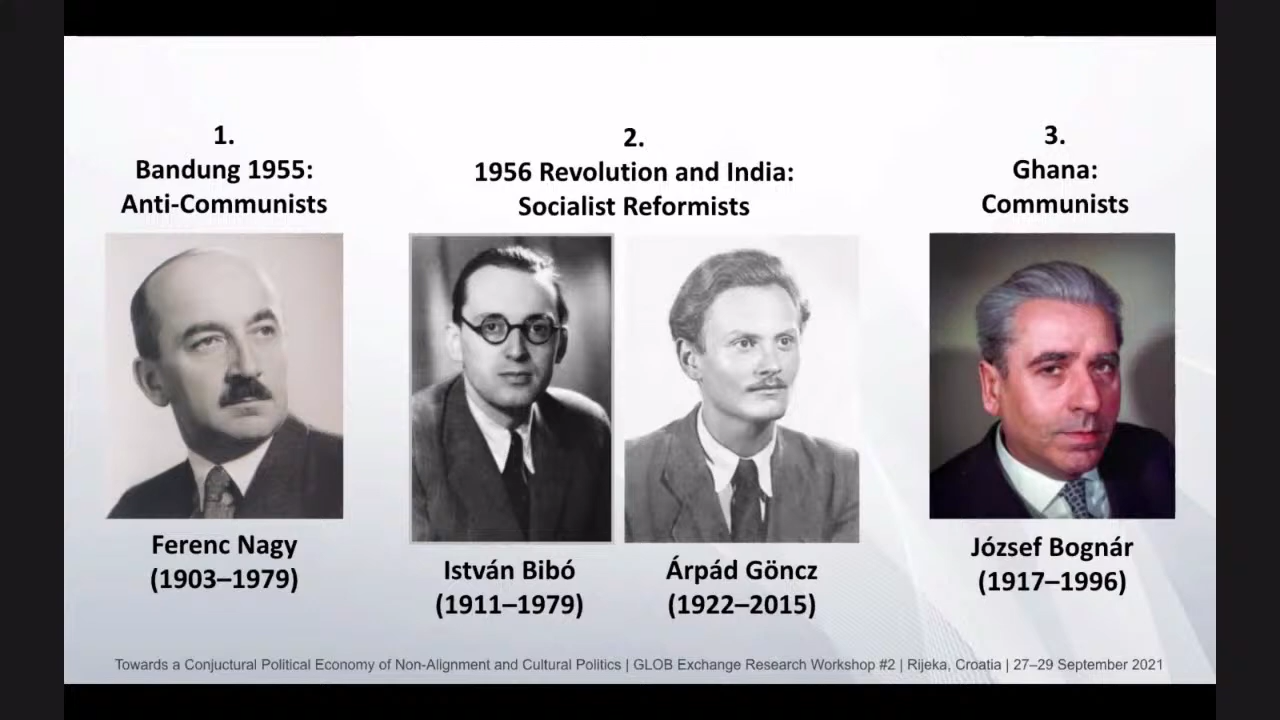 1.
Bandung 1955:
Anti-Communists
2.
1956 Revolution and India:
Socialist Reformists
3.
Ghana:
Communists
Ferenc Nagy
(1903–1979)
István Bibó
(1911–1979)
Árpád Göncz
(1922–2015)
József Bognár
(1917–1996)
Towards a Conjuctural Political Economy of Non-Alignment and Cultural Politics | GLOB Exchange Research Workshop #2 | Rijeka, Croatia | 27–29 September 2021